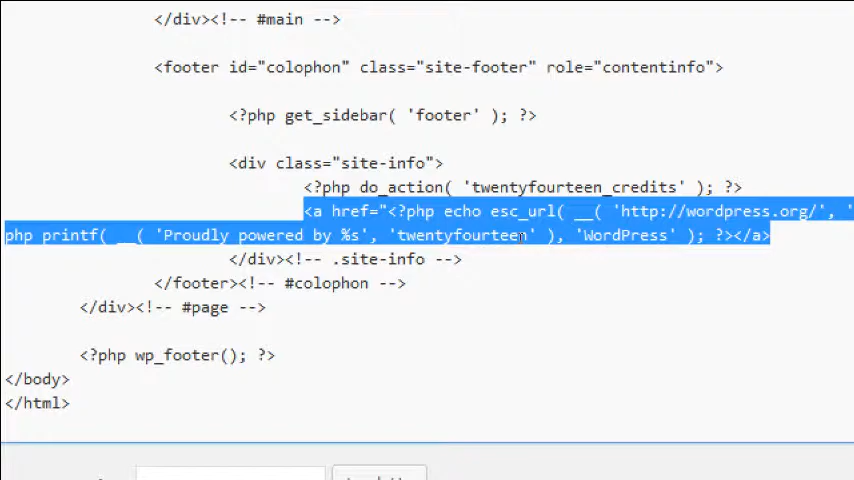 </div><!-- #main -->
<footer id="colophon" class="site-footer" role="contentinfo">
<?php get_sidebar( 'footer' ); ?>
<div class="site-info">
<?php do_action( 'twentyfourteen_credits' ); ?>
<a href="<?php echo esc_url( __( 'http://wordpress.org/', '
php printf( __( 'Proudly powered by %s', 'twentyfourteen' ), 'WordPress' ); ?></a>
</div><!-- .site-info -->
</footer><!-- #colophon -->
</div><!-- #page -->
<?php wp_footer(); ?>
</body>
</html>